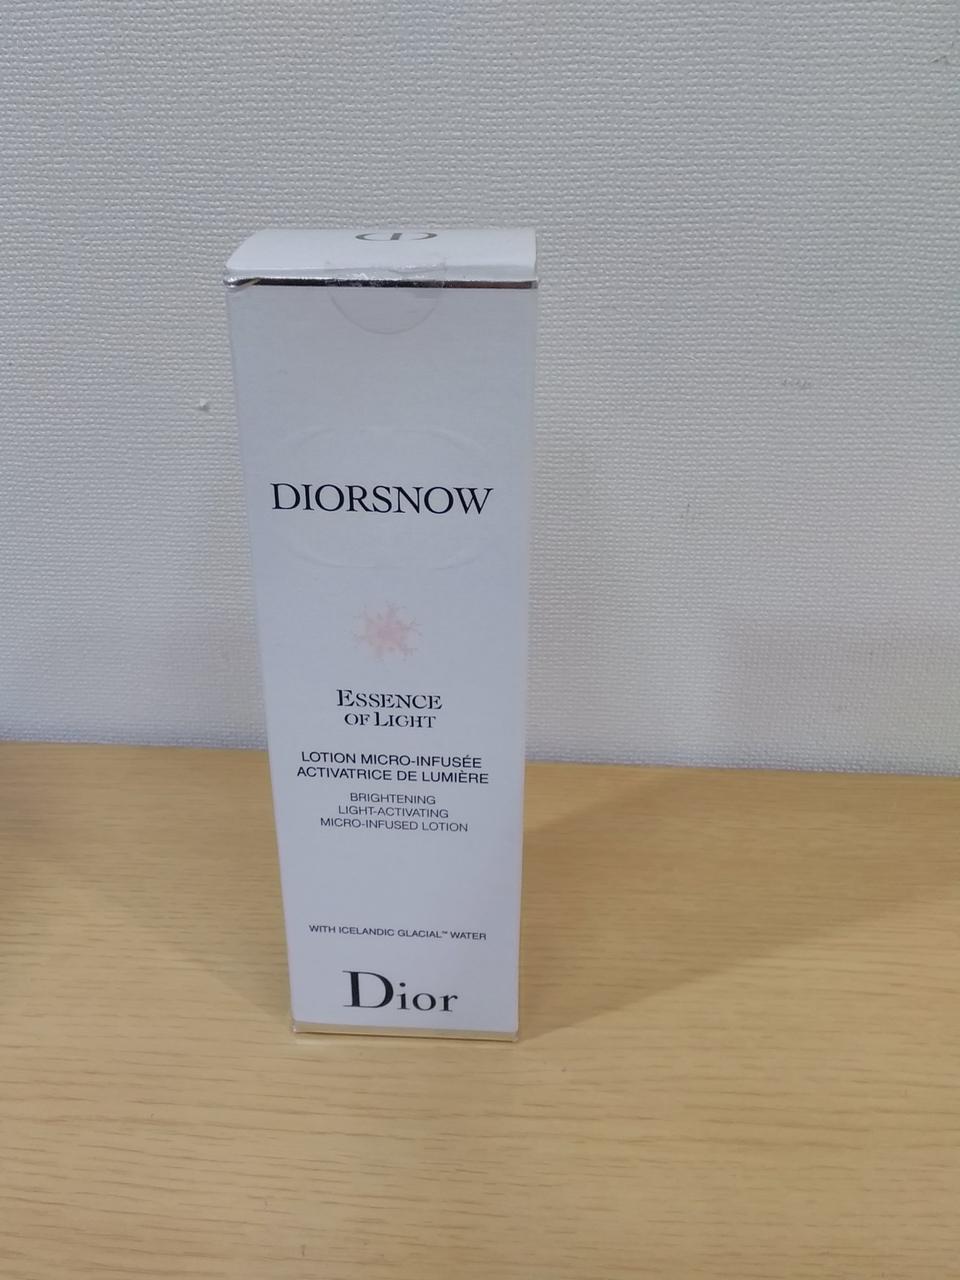 DIORSNOW
ESSENCE
OF LIGHT
LOTION MICRO-INFUSÉE
ACTIVATRICE DE LUMIÈRE
BRIGHTENING
LIGHT-ACTIVATING
MICRO-INFUSED LOTION
WITH ICELANDIC GLACIAL™ WATER
Dior